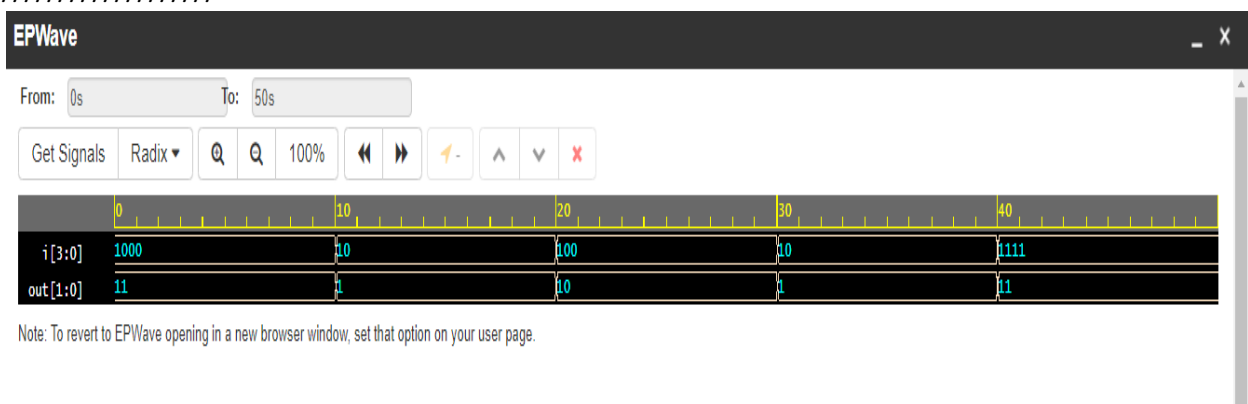 EPWave
From: 0s To: 50s
Get Signals Radix 100% -
0 10 20 30 40
i[3:0] 1000 10 100 10 1111
out[1:0] 11 1 10 1 11
Note: To revert to EPWave opening in a new browser window, set that option on your user page.